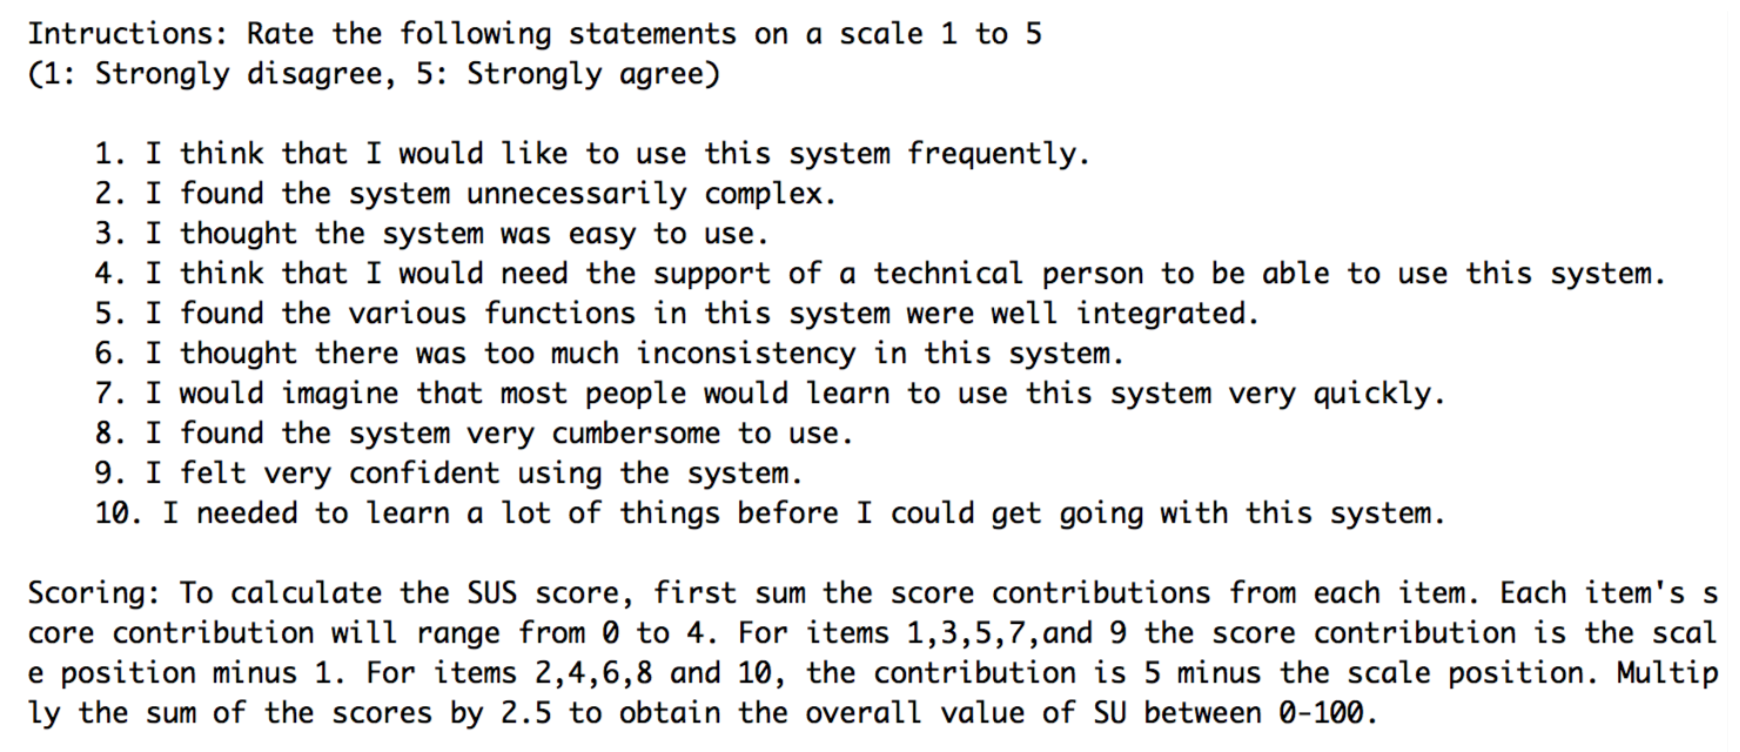 Intructions: Rate the following statements on a scale 1 to 5
(1: Strongly disagree, 5: Strongly agree)
1. I think that I would like to use this system frequently.
2. I found the system unnecessarily complex.
3. I thought the system was easy to use.
4. I think that I would need the support of a technical person to be able to use this system.
5. I found the various functions in this system were well integrated.
6. I thought there was too much inconsistency in this system.
7. I would imagine that most people would learn to use this system very quickly.
8. I found the system very cumbersome to use.
9. I felt very confident using the system.
10. I needed to learn a lot of things before I could get going with this system.
Scoring: To calculate the SUS score, first sum the score contributions from each item. Each item's s
core contribution will range from 0 to 4. For items 1,3,5,7,and 9 the score contribution is the scal
e position minus 1. For items 2,4,6,8 and 10, the contribution is 5 minus the scale position. Multip
ly the sum of the scores by 2.5 to obtain the overall value of SU between 0-100.